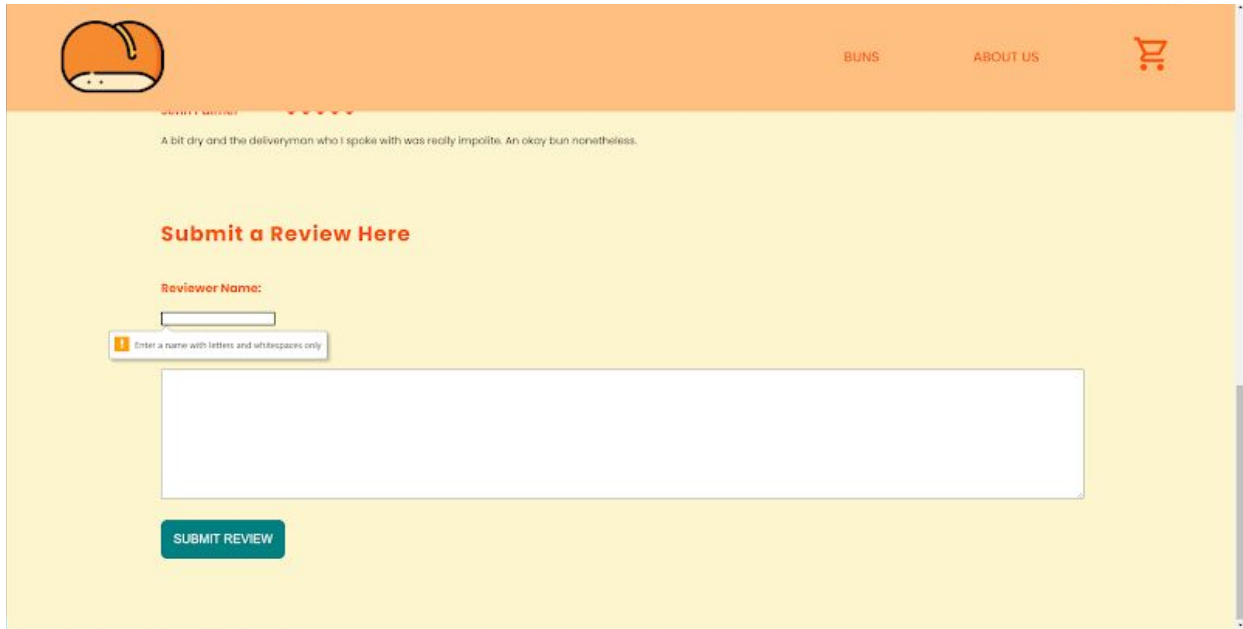 BUNS
ABOUT US
A bit dry and the deliveryman who I spoke with was really impolite. An okay bun nonetheless.
Submit a Review Here
Reviewer Name:
Enter a name with letters and whitespaces only
SUBMIT REVIEW